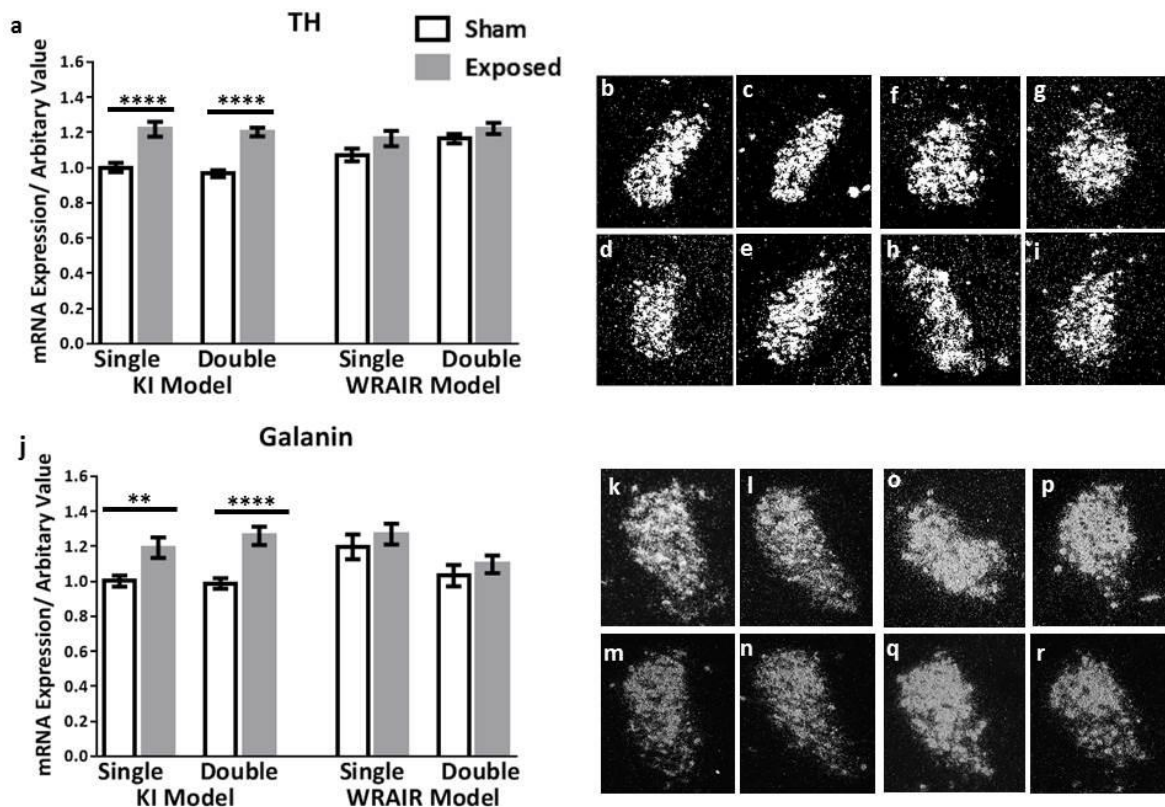 a
TH
Sham
Exposed
mRNA Expression/ Arbitary Value
1.6
1.4
1.2
1.0
0.8
0.6
0.4
0.2
0.0
**** ****
Single Double Single Double
KI Model WRAIR Model
b c f g
d e h i
j
Galanin
mRNA Expression/ Arbitary Value
1.6
1.4
1.2
1.0
0.8
0.6
0.4
0.2
0.0
** ****
Single Double Single Double
KI Model WRAIR Model
k l o p
m n q r